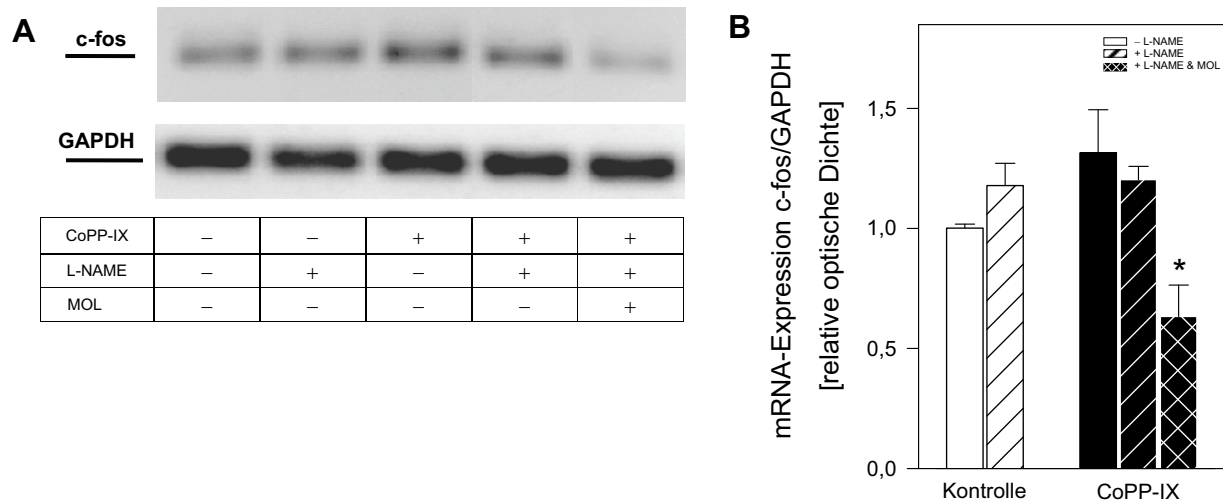 A
c-fos
GAPDH
CoPP-IX – – + + +
L-NAME – + – + +
MOL – – – – +
B
mRNA-Expression c-fos/GAPDH
[relative optische Dichte]
– L-NAME
+ L-NAME
+ L-NAME & MOL
1,5
1,0
0,5
0,0
*
Kontrolle
CoPP-IX